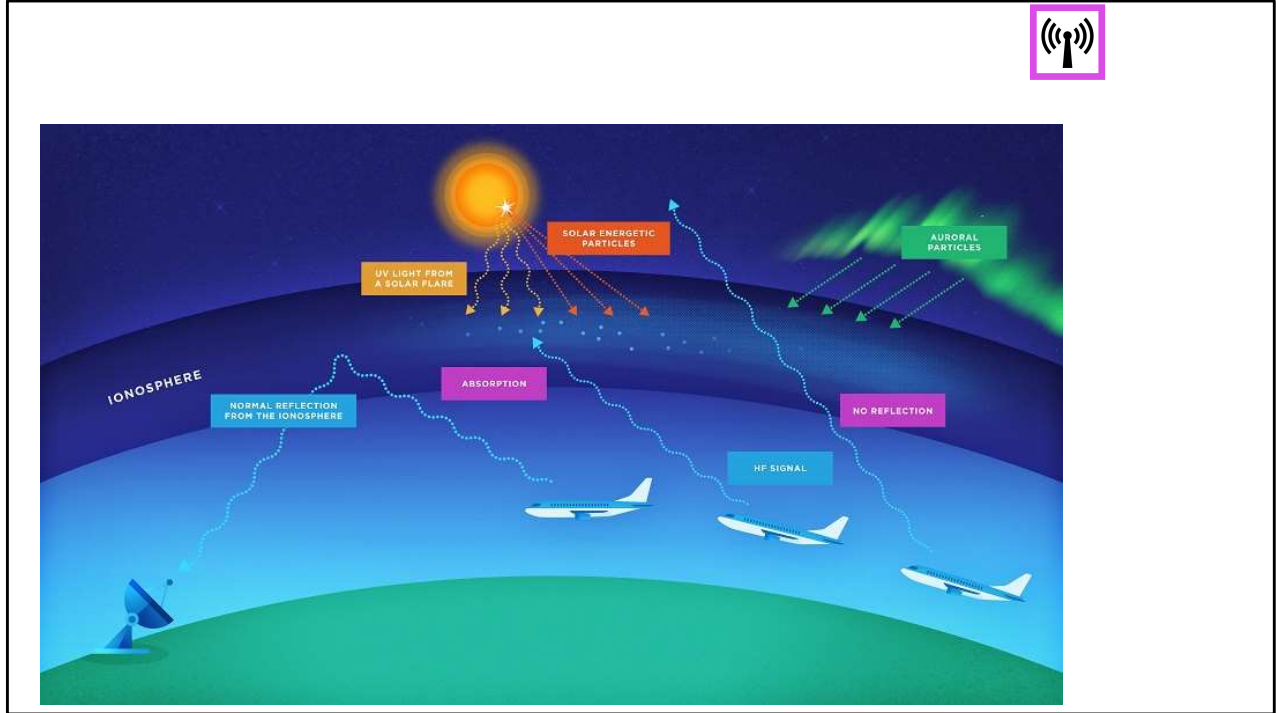 SOLAR ENERGETIC
PARTICLES
AURORAL
PARTICLES
UV LIGHT FROM
A SOLAR FLARE
IONOSPHERE
ABSORPTION
NORMAL REFLECTION
FROM THE IONOSPHERE
NO REFLECTION
HF SIGNAL